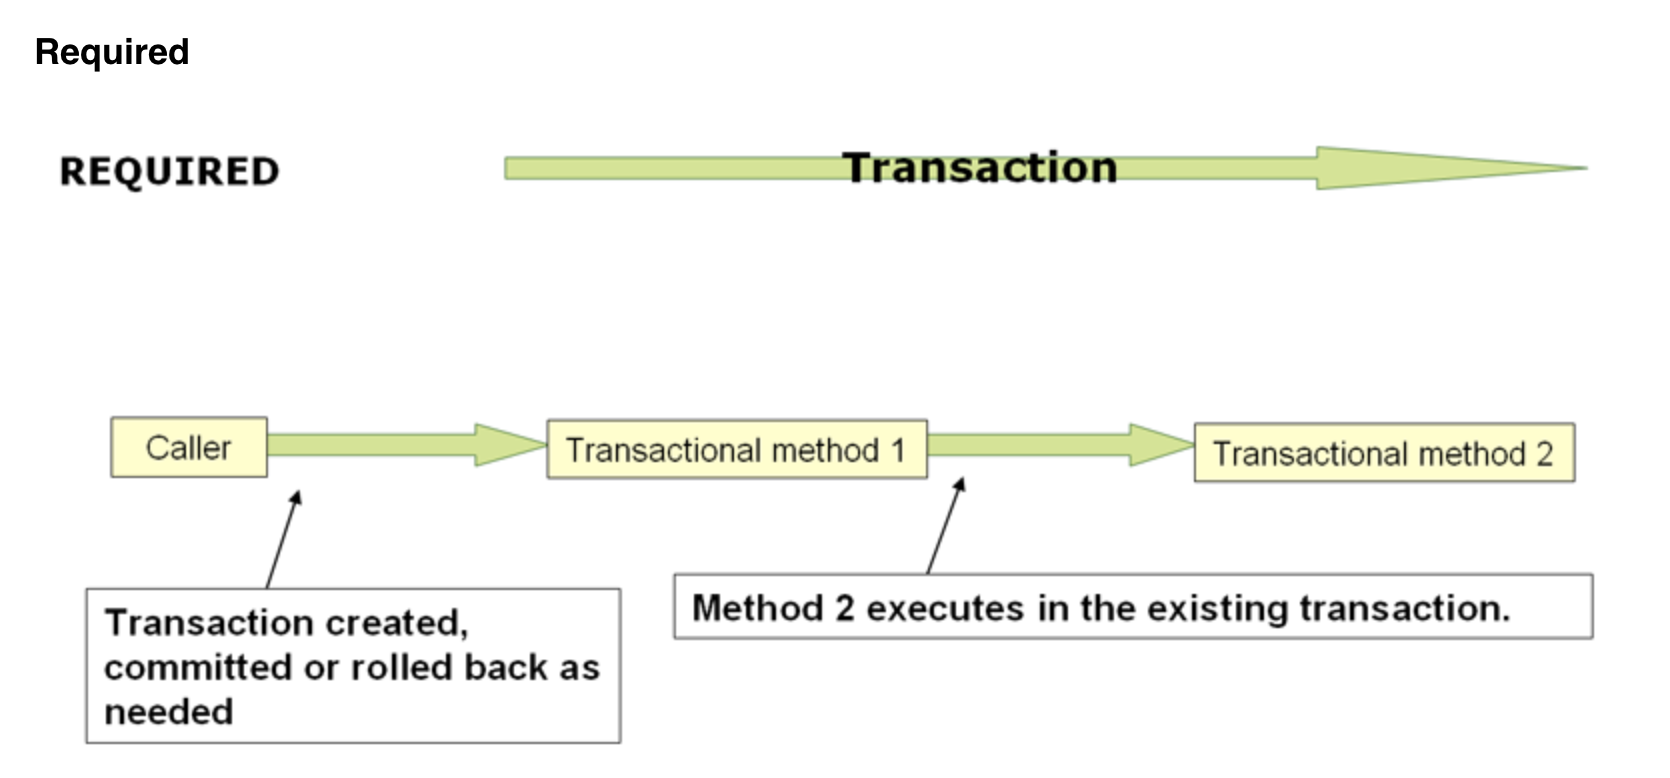 Required
REQUIRED
Transaction
Caller
Transactional method 1
Transactional method 2
Transaction created,
committed or rolled back as
needed
Method 2 executes in the existing transaction.